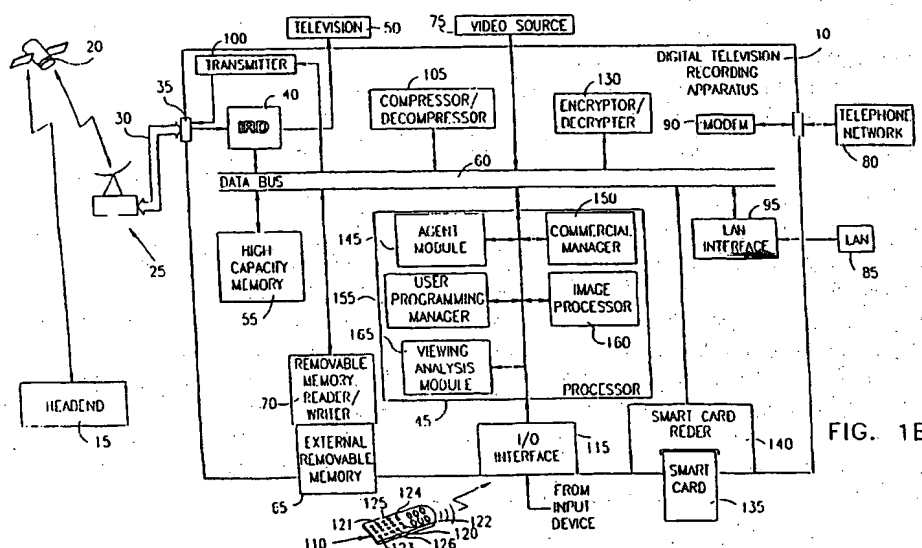 20
TELEVISION
50
75
VIDEO SOURCE
10
100
TRANSMITTER
35
DIGITAL TELEVISION
RECORDING
APPARATUS
105
COMPRESSOR/
DECOMPRESSOR
130
ENCRYPTOR/
DECRYPTER
40
IRD
30
90
MODEM
TELEPHONE
NETWORK
80
60
DATA BUS
25
HIGH
CAPACITY
MEMORY
55
145
AGENT
MODULE
150
COMMERCIAL
MANAGER
95
LAN
INTERFACE
LAN
85
155
USER
PROGRAMMING
MANAGER
IMAGE
PROCESSOR
160
165
VIEWING
ANALYSIS
MODULE
PROCESSOR
45
HEADEND
15
REMOVABLE
MEMORY
READER/
WRITER
70
EXTERNAL
REMOVABLE
MEMORY
65
I/O
INTERFACE
115
SMART CARD
REDER
140
SMART
CARD
135
FIG. 1B
FROM
INPUT
DEVICE
124
125
121
122
120
126
123
110